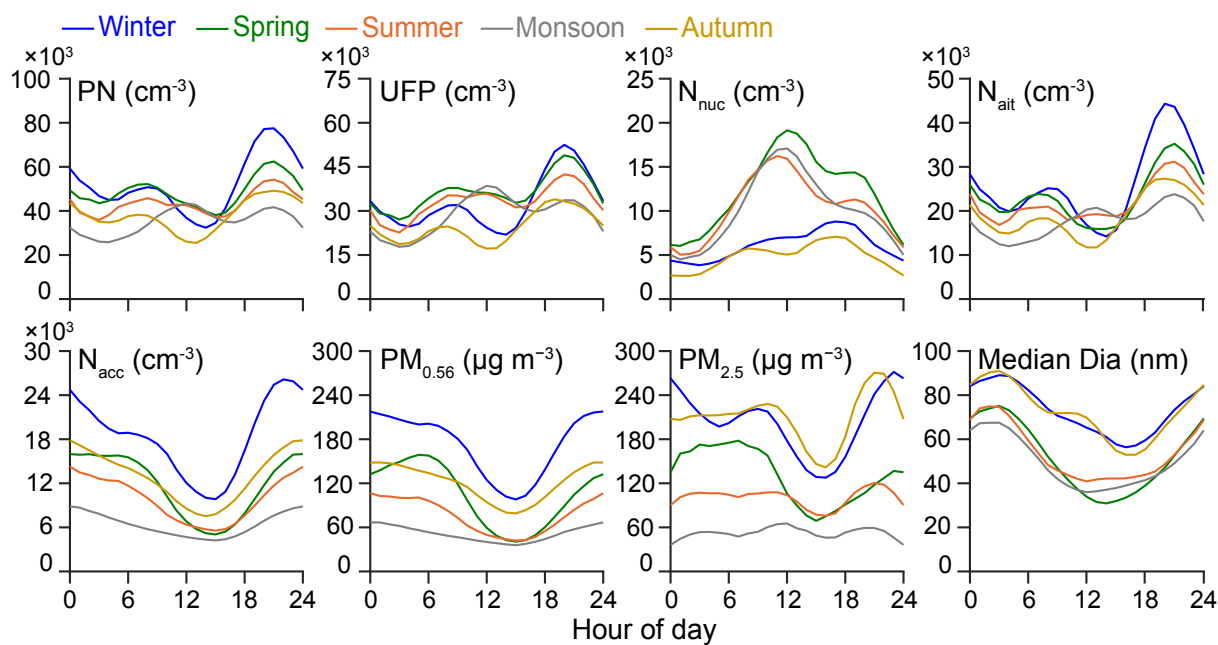 Winter Spring Summer Monsoon Autumn
×10³ ×10³ ×10³ ×10³
PN (cm⁻³) UFP (cm⁻³) N_nuc (cm⁻³) N_ait (cm⁻³)
100 75 25 50
80 60 20 40
60 45 15 30
40 30 10 20
20 15 5 10
0 0 0 0
×10³
N_acc (cm⁻³) PM_0.56 (µg m⁻³) PM_2.5 (µg m⁻³) Median Dia (nm)
30 300 300 100
24 240 240 80
18 180 180 60
12 120 120 40
6 60 60 20
0 0 0 0
0 6 12 18 24 0 6 12 18 24 0 6 12 18 24 0 6 12 18 24
Hour of day